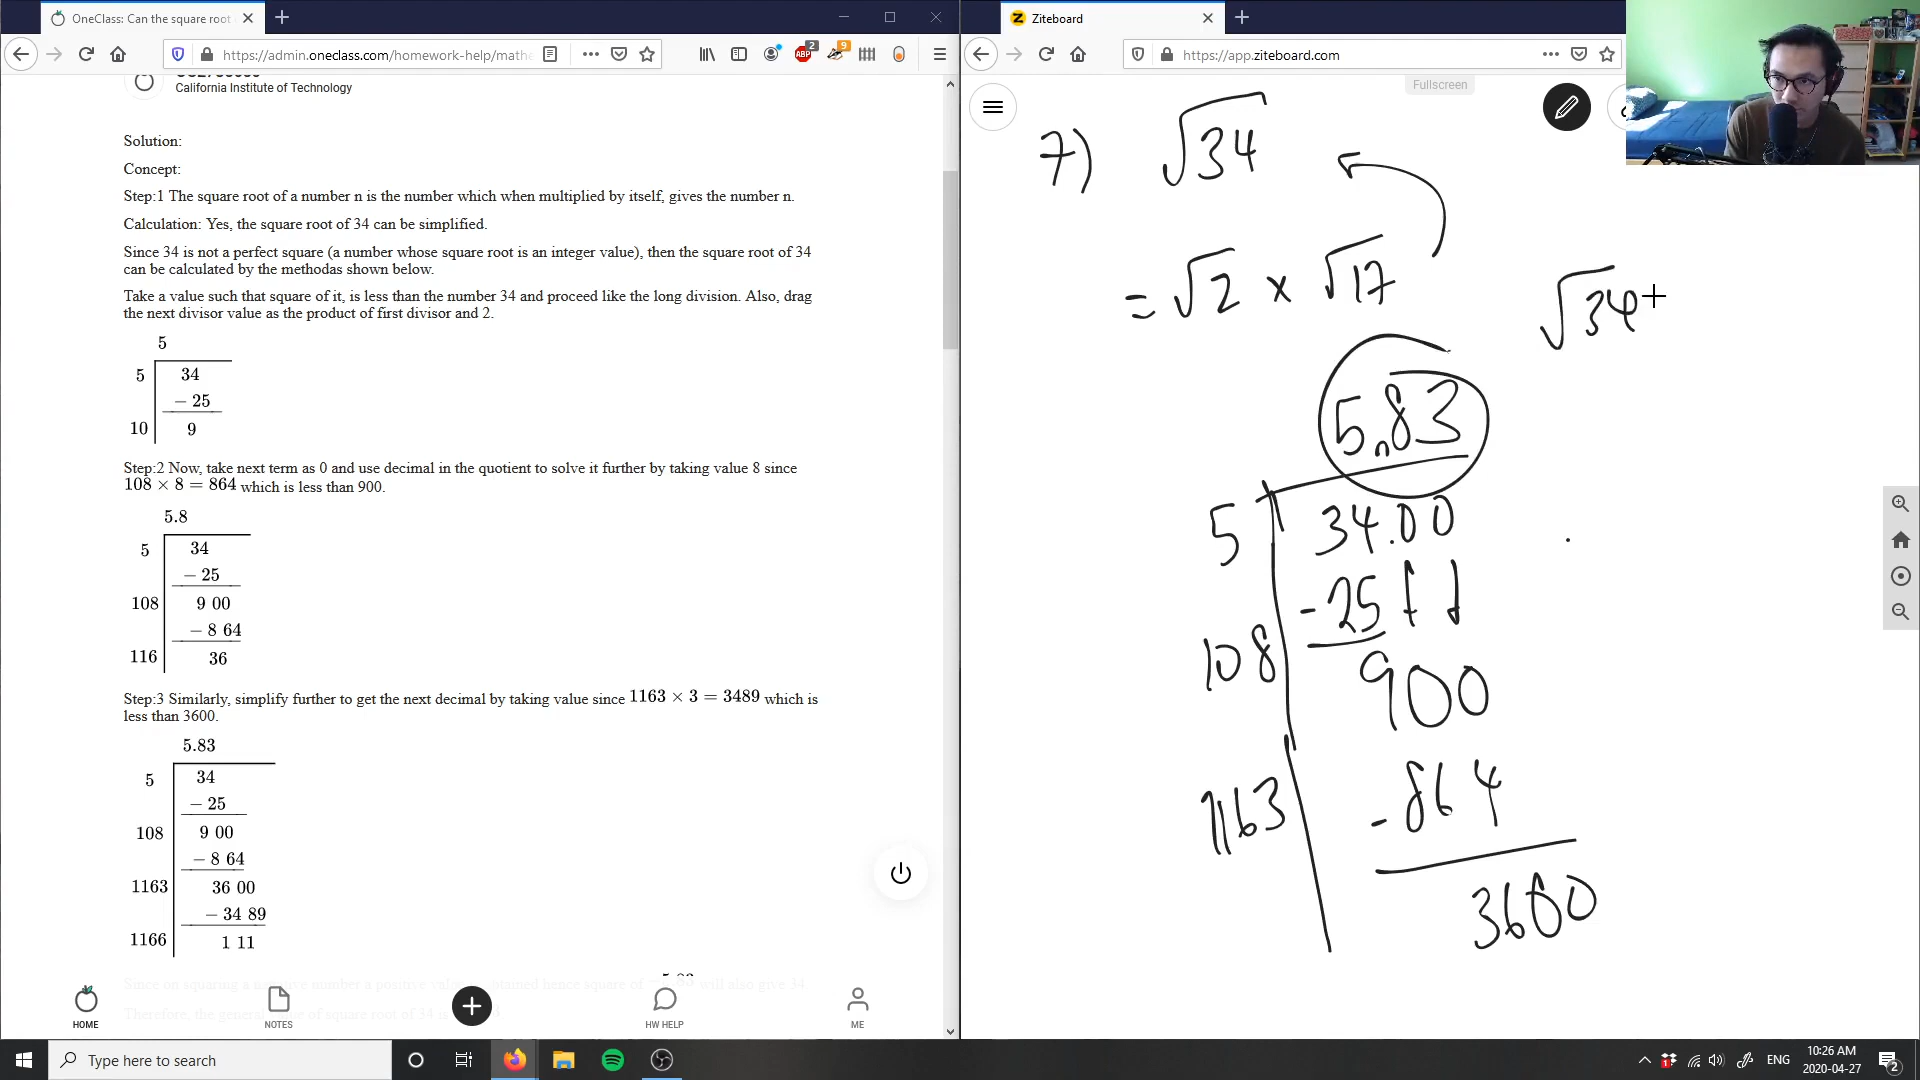 OneClass: Can the square root
Ziteboard
https://admin.oneclass.com/homework-help/mathe
2
9
https://app.ziteboard.com
Fullscreen
California Institute of Technology
Solution:
Concept:
Step:1 The square root of a number n is the number which when multiplied by itself, gives the number n.
Calculation: Yes, the square root of 34 can be simplified.
Since 34 is not a perfect square (a number whose square root is an integer value), then the square root of 34
can be calculated by the methodas shown below.
Take a value such that square of it, is less than the number 34 and proceed like the long division. Also, drag
the next divisor value as the product of first divisor and 2.
5
5 34
− 25
10 9
Step:2 Now, take next term as 0 and use decimal in the quotient to solve it further by taking value 8 since
108 × 8 = 864 which is less than 900.
5.8
5 34
− 25
108 9 00
− 8 64
116 36
Step:3 Similarly, simplify further to get the next decimal by taking value since 1163 × 3 = 3489 which is
less than 3600.
5.83
5 34
− 25
108 9 00
− 8 64
1163 36 00
− 34 89
1166 1 11
HOME
NOTES
HW HELP
ME
7) √34
= √2 x √17
√34
5.83
5 34.00
- 25
108 900
- 864
1163
3600
Type here to search
ENG
10:26 AM
2020-04-27
2